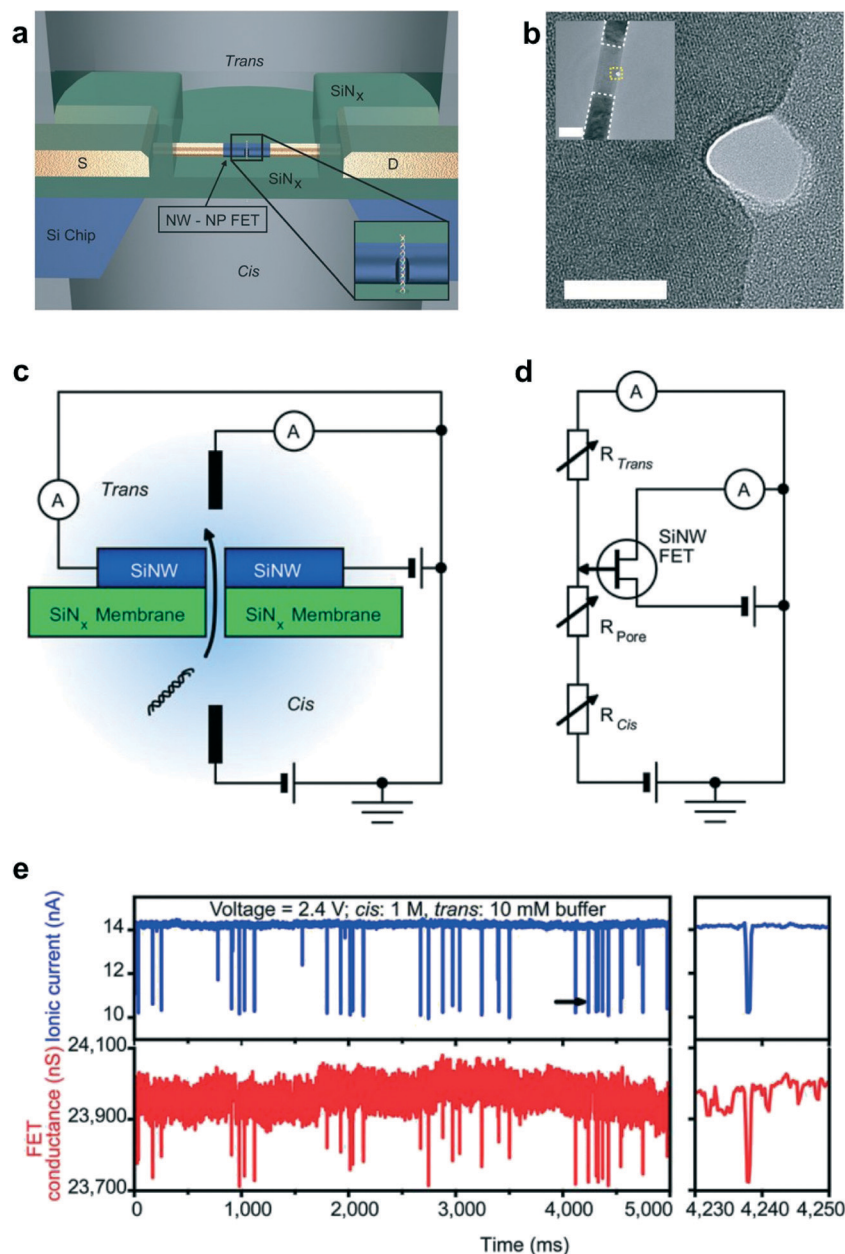 a
Trans
SiNx
S
D
SiNx
NW - NP FET
Si Chip
Cis
b
c
A
Trans
A
SiNW
SiNW
SiNx Membrane
SiNx Membrane
Cis
d
A
R Trans
A
SiNW
FET
R Pore
R Cis
e
Ionic current (nA)
Voltage = 2.4 V; cis: 1 M, trans: 10 mM buffer
14
12
10
FET
conductance (nS)
24,100
23,900
23,700
0 1,000 2,000 3,000 4,000 5,000 4,230 4,240 4,250
Time (ms)